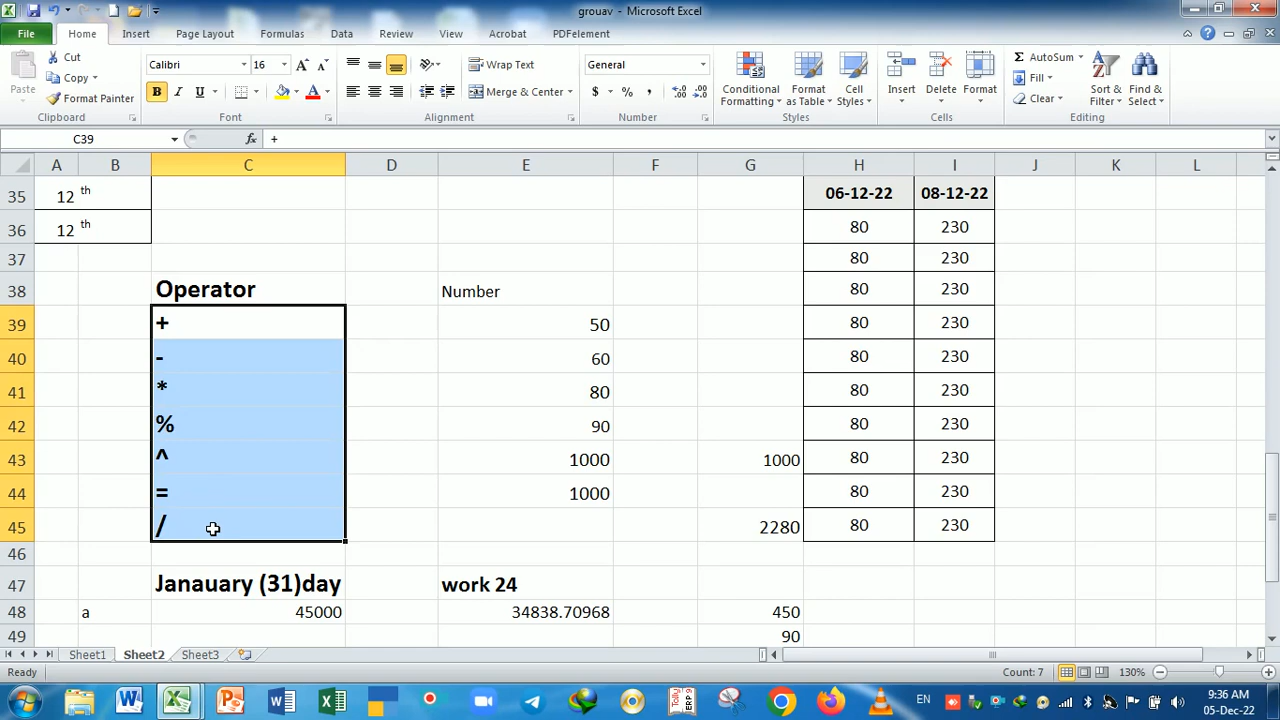 grouav - Microsoft Excel
File Home Insert Page Layout Formulas Data Review View Acrobat PDFelement
Cut
Copy
Format Painter
Paste
Calibri 16
B I U
Wrap Text
Merge & Center
General
$ % ,
Conditional Formatting
Format as Table
Cell Styles
Insert Delete Format
AutoSum
Fill
Clear
Sort & Filter
Find & Select
Clipboard Font Alignment Number Styles Cells Editing
C39 fx +
A B C D E F G H I J K L
35 12 th 06-12-22 08-12-22
36 12 th 80 230
37 80 230
38 Operator Number 80 230
39 + 50 80 230
40 - 60 80 230
41 * 80 80 230
42 % 90 80 230
43 ^ 1000 1000 80 230
44 = 1000 80 230
45 / 2280 80 230
46
47 Janauary (31)day work 24
48 a 45000 34838.70968 450
49 90
Sheet1 Sheet2 Sheet3
Ready Count: 7 130%
EN 9:36 AM
05-Dec-22